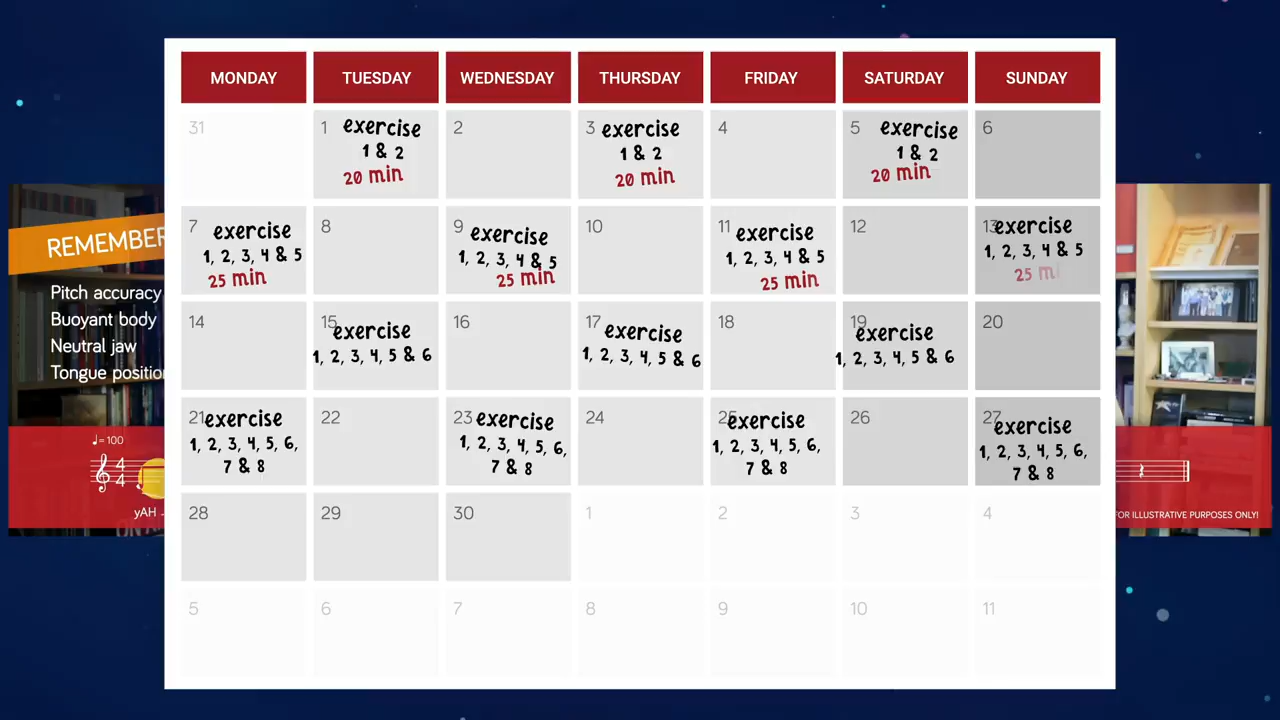 MONDAY TUESDAY WEDNESDAY THURSDAY FRIDAY SATURDAY SUNDAY
31 1 2 3 4 5 6
exercise exercise exercise
1 & 2 1 & 2 1 & 2
20 min 20 min 20 min
7 8 9 10 11 12 13
exercise exercise exercise exercise
1, 2, 3, 4 & 5 1, 2, 3, 4 & 5 1, 2, 3, 4 & 5 1, 2, 3, 4 & 5
25 min 25 min 25 min 25 mi
14 15 16 17 18 19 20
exercise exercise exercise
1, 2, 3, 4, 5 & 6 1, 2, 3, 4, 5 & 6 1, 2, 3, 4, 5 & 6
21 22 23 24 25 26 27
exercise exercise exercise exercise
1, 2, 3, 4, 5, 6, 1, 2, 3, 4, 5, 6, 1, 2, 3, 4, 5, 6, 1, 2, 3, 4, 5, 6,
7 & 8 7 & 8 7 & 8 7 & 8
28 29 30 1 2 3 4
5 6 7 8 9 10 11
REMEMBER
Pitch accuracy
Buoyant body
Neutral jaw
Tongue positio
♩= 100
4
4
yAH
FOR ILLUSTRATIVE PURPOSES ONLY!